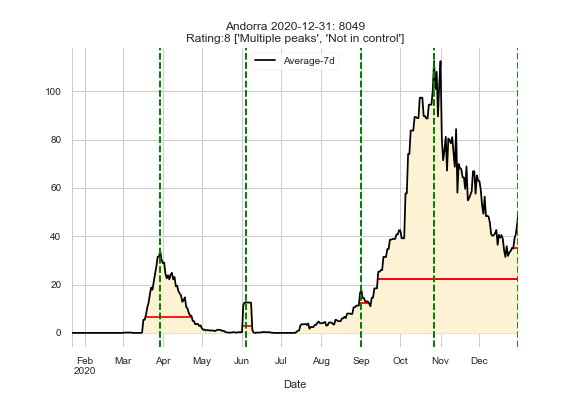 Andorra 2020-12-31: 8049
Rating:8 ['Multiple peaks', 'Not in control']
Average-7d
100
80
60
40
20
0
Feb Mar Apr May Jun Jul Aug Sep Oct Nov Dec
2020
Date